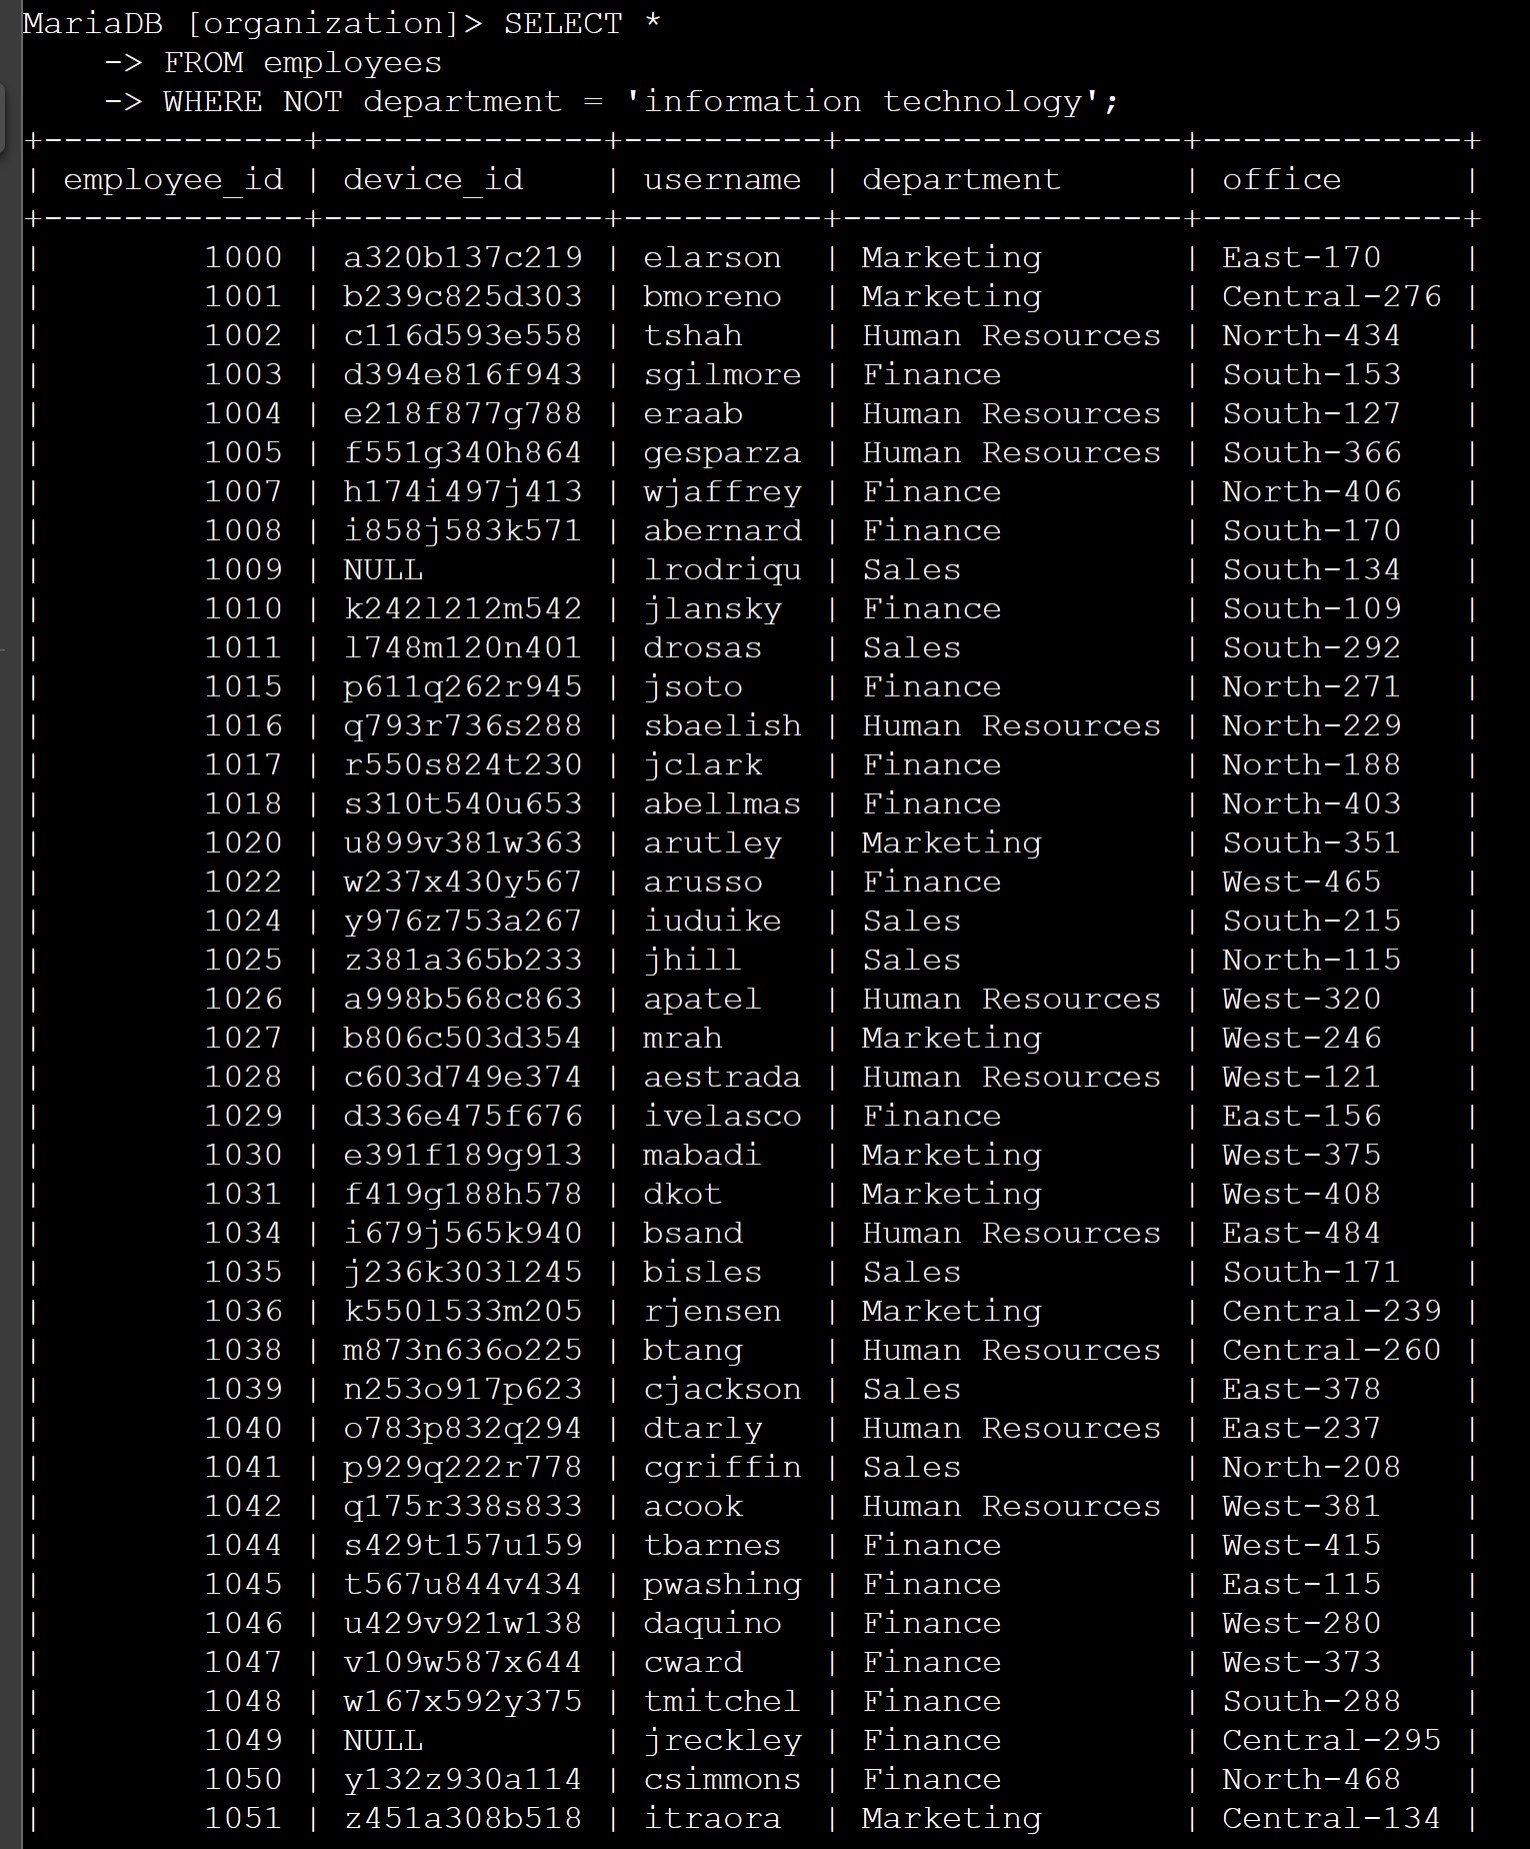 MariaDB [organization]> SELECT *
    -> FROM employees
    -> WHERE NOT department = 'information technology';
+-------------+--------------+----------+-----------------+-------------+
| employee_id | device_id    | username | department      | office      |
+-------------+--------------+----------+-----------------+-------------+
|        1000 | a320b137c219 | elarson  | Marketing       | East-170    |
|        1001 | b239c825d303 | bmoreno  | Marketing       | Central-276 |
|        1002 | c116d593e558 | tshah    | Human Resources | North-434   |
|        1003 | d394e816f943 | sgilmore | Finance         | South-153   |
|        1004 | e218f877g788 | eraab    | Human Resources | South-127   |
|        1005 | f551g340h864 | gesparza | Human Resources | South-366   |
|        1007 | h174i497j413 | wjaffrey | Finance         | North-406   |
|        1008 | i858j583k571 | abernard | Finance         | South-170   |
|        1009 | NULL         | lrodriqu | Sales           | South-134   |
|        1010 | k242l212m542 | jlansky  | Finance         | South-109   |
|        1011 | l748m120n401 | drosas   | Sales           | South-292   |
|        1015 | p611q262r945 | jsoto    | Finance         | North-271   |
|        1016 | q793r736s288 | sbaelish | Human Resources | North-229   |
|        1017 | r550s824t230 | jclark   | Finance         | North-188   |
|        1018 | s310t540u653 | abellmas | Finance         | North-403   |
|        1020 | u899v381w363 | arutley  | Marketing       | South-351   |
|        1022 | w237x430y567 | arusso   | Finance         | West-465    |
|        1024 | y976z753a267 | iuduike  | Sales           | South-215   |
|        1025 | z381a365b233 | jhill    | Sales           | North-115   |
|        1026 | a998b568c863 | apatel   | Human Resources | West-320    |
|        1027 | b806c503d354 | mrah     | Marketing       | West-246    |
|        1028 | c603d749e374 | aestrada | Human Resources | West-121    |
|        1029 | d336e475f676 | ivelasco | Finance         | East-156    |
|        1030 | e391f189g913 | mabadi   | Marketing       | West-375    |
|        1031 | f419g188h578 | dkot     | Marketing       | West-408    |
|        1034 | i679j565k940 | bsand    | Human Resources | East-484    |
|        1035 | j236k303l245 | bisles   | Sales           | South-171   |
|        1036 | k550l533m205 | rjensen  | Marketing       | Central-239 |
|        1038 | m873n636o225 | btang    | Human Resources | Central-260 |
|        1039 | n253o917p623 | cjackson | Sales           | East-378    |
|        1040 | o783p832q294 | dtarly   | Human Resources | East-237    |
|        1041 | p929q222r778 | cgriffin | Sales           | North-208   |
|        1042 | q175r338s833 | acook    | Human Resources | West-381    |
|        1044 | s429t157u159 | tbarnes  | Finance         | West-415    |
|        1045 | t567u844v434 | pwashing | Finance         | East-115    |
|        1046 | u429v921w138 | daquino  | Finance         | West-280    |
|        1047 | v109w587x644 | cward    | Finance         | West-373    |
|        1048 | w167x592y375 | tmitchel | Finance         | South-288   |
|        1049 | NULL         | jreckley | Finance         | Central-295 |
|        1050 | y132z930a114 | csimmons | Finance         | North-468   |
|        1051 | z451a308b518 | itraora  | Marketing       | Central-134 |